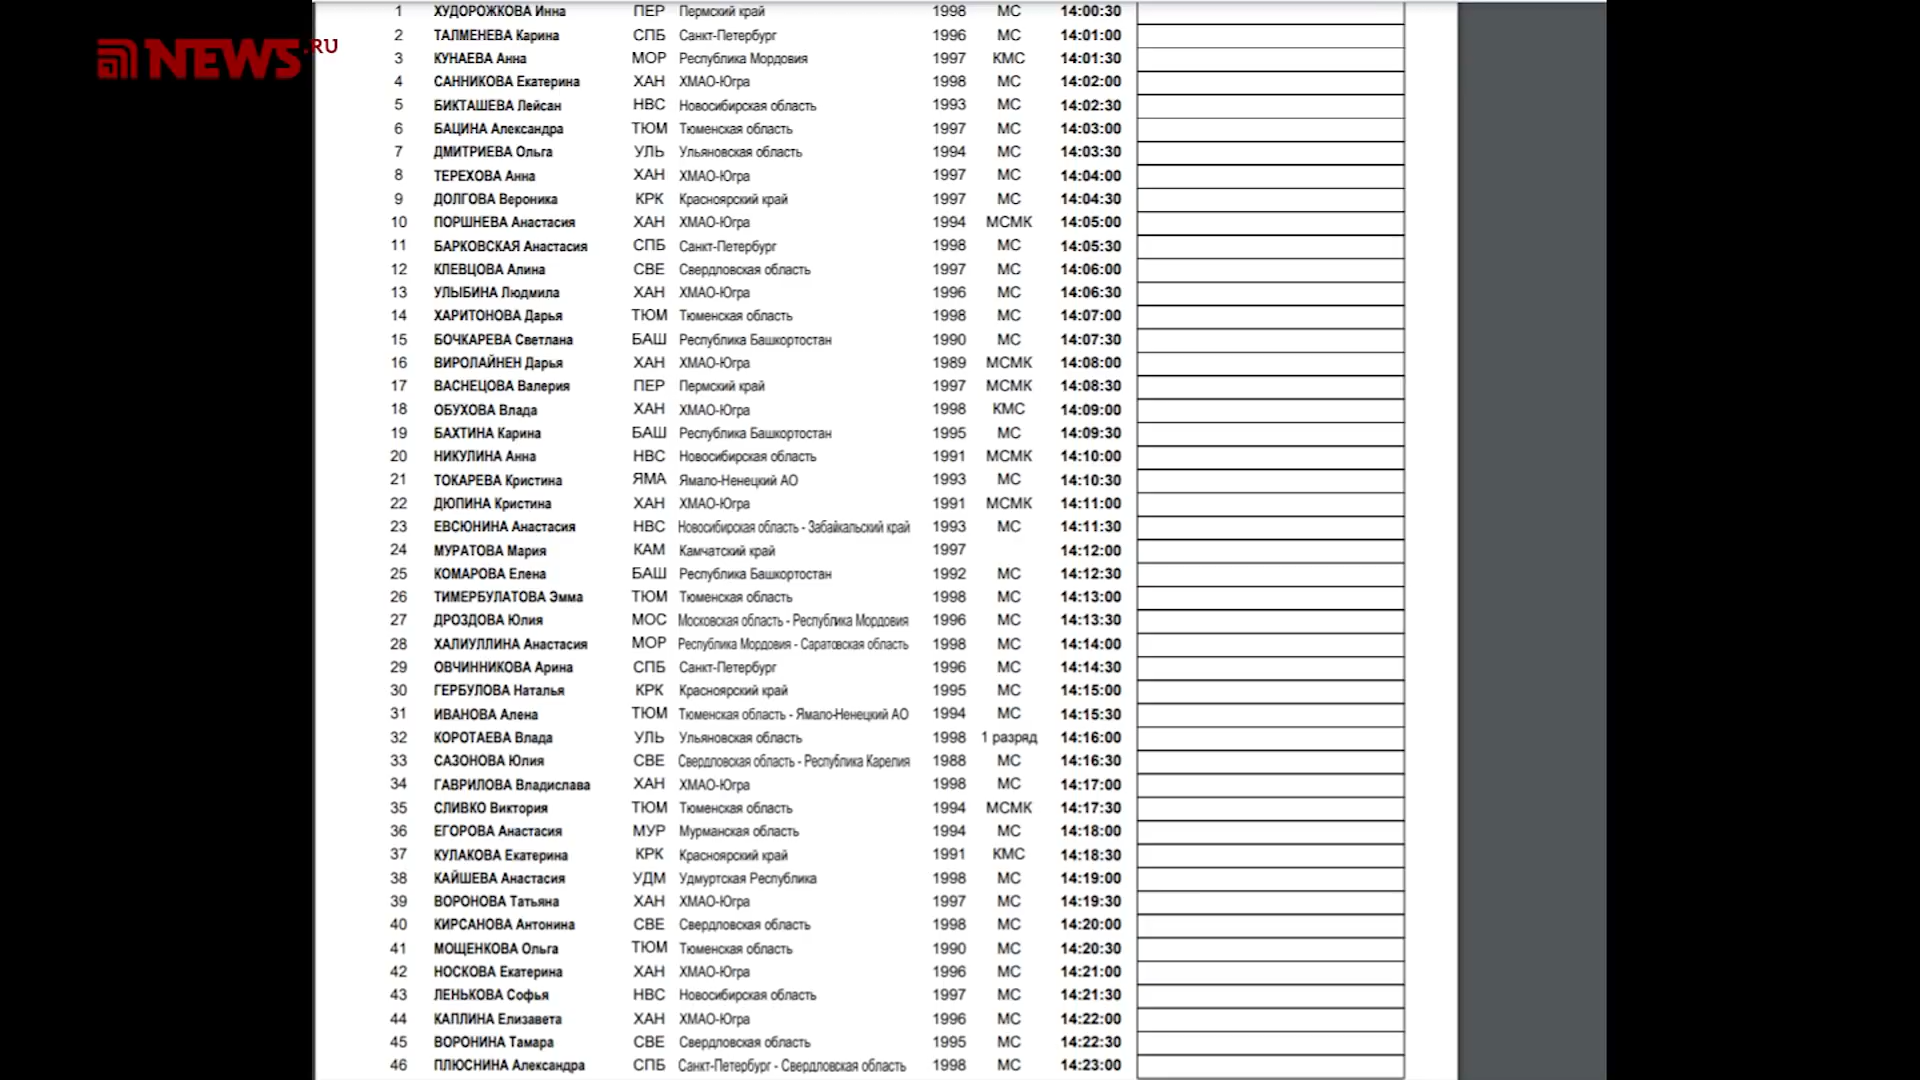 NEWS.RU
1 ХУДОРОЖКОВА Инна ПЕР Пермский край 1998 МС 14:00:30
2 ТАЛМЕНЕВА Карина СПБ Санкт-Петербург 1996 МС 14:01:00
3 КУНАЕВА Анна МОР Республика Мордовия 1997 КМС 14:01:30
4 САННИКОВА Екатерина ХАН ХМАО-Югра 1998 МС 14:02:00
5 БИКТАШЕВА Лейсан НВС Новосибирская область 1993 МС 14:02:30
6 БАЦИНА Александра ТЮМ Тюменская область 1997 МС 14:03:00
7 ДМИТРИЕВА Ольга УЛЬ Ульяновская область 1994 МС 14:03:30
8 ТЕРЕХОВА Анна ХАН ХМАО-Югра 1997 МС 14:04:00
9 ДОЛГОВА Вероника КРК Красноярский край 1997 МС 14:04:30
10 ПОРШНЕВА Анастасия ХАН ХМАО-Югра 1994 МСМК 14:05:00
11 БАРКОВСКАЯ Анастасия СПБ Санкт-Петербург 1998 МС 14:05:30
12 КЛЕВЦОВА Алина СВЕ Свердловская область 1997 МС 14:06:00
13 УЛЫБИНА Людмила ХАН ХМАО-Югра 1996 МС 14:06:30
14 ХАРИТОНОВА Дарья ТЮМ Тюменская область 1998 МС 14:07:00
15 БОЧКАРЕВА Светлана БАШ Республика Башкортостан 1990 МС 14:07:30
16 ВИРОЛАЙНЕН Дарья ХАН ХМАО-Югра 1989 МСМК 14:08:00
17 ВАСНЕЦОВА Валерия ПЕР Пермский край 1997 МСМК 14:08:30
18 ОБУХОВА Влада ХАН ХМАО-Югра 1998 КМС 14:09:00
19 БАХТИНА Карина БАШ Республика Башкортостан 1995 МС 14:09:30
20 НИКУЛИНА Анна НВС Новосибирская область 1991 МСМК 14:10:00
21 ТОКАРЕВА Кристина ЯМА Ямало-Ненецкий АО 1993 МС 14:10:30
22 ДЮПИНА Кристина ХАН ХМАО-Югра 1991 МСМК 14:11:00
23 ЕВСЮНИНА Анастасия НВС Новосибирская область - Забайкальский край 1993 МС 14:11:30
24 МУРАТОВА Мария КАМ Камчатский край 1997 14:12:00
25 КОМАРОВА Елена БАШ Республика Башкортостан 1992 МС 14:12:30
26 ТИМЕРБУЛАТОВА Эмма ТЮМ Тюменская область 1998 МС 14:13:00
27 ДРОЗДОВА Юлия МОС Московская область - Республика Мордовия 1996 МС 14:13:30
28 ХАЛИУЛЛИНА Анастасия МОР Республика Мордовия - Саратовская область 1998 МС 14:14:00
29 ОВЧИННИКОВА Арина СПБ Санкт-Петербург 1996 МС 14:14:30
30 ГЕРБУЛОВА Наталья КРК Красноярский край 1995 МС 14:15:00
31 ИВАНОВА Алена ТЮМ Тюменская область - Ямало-Ненецкий АО 1994 МС 14:15:30
32 КОРОТАЕВА Влада УЛЬ Ульяновская область 1998 1 разряд 14:16:00
33 САЗОНОВА Юлия СВЕ Свердловская область - Республика Карелия 1988 МС 14:16:30
34 ГАВРИЛОВА Владислава ХАН ХМАО-Югра 1998 МС 14:17:00
35 СЛИВКО Виктория ТЮМ Тюменская область 1994 МСМК 14:17:30
36 ЕГОРОВА Анастасия МУР Мурманская область 1994 МС 14:18:00
37 КУЛАКОВА Екатерина КРК Красноярский край 1991 КМС 14:18:30
38 КАЙШЕВА Анастасия УДМ Удмуртская Республика 1998 МС 14:19:00
39 ВОРОНОВА Татьяна ХАН ХМАО-Югра 1997 МС 14:19:30
40 КИРСАНОВА Антонина СВЕ Свердловская область 1998 МС 14:20:00
41 МОЩЕНКОВА Ольга ТЮМ Тюменская область 1990 МС 14:20:30
42 НОСКОВА Екатерина ХАН ХМАО-Югра 1996 МС 14:21:00
43 ЛЕНЬКОВА Софья НВС Новосибирская область 1997 МС 14:21:30
44 КАПЛИНА Елизавета ХАН ХМАО-Югра 1996 МС 14:22:00
45 ВОРОНИНА Тамара СВЕ Свердловская область 1995 МС 14:22:30
46 ПЛЮСНИНА Александра СПБ Санкт-Петербург - Свердловская область 1998 МС 14:23:00